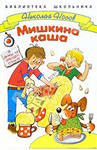 БИБЛИОТЕКА ШКОЛЬНИКА
Николай Носов
Мишкина
каша